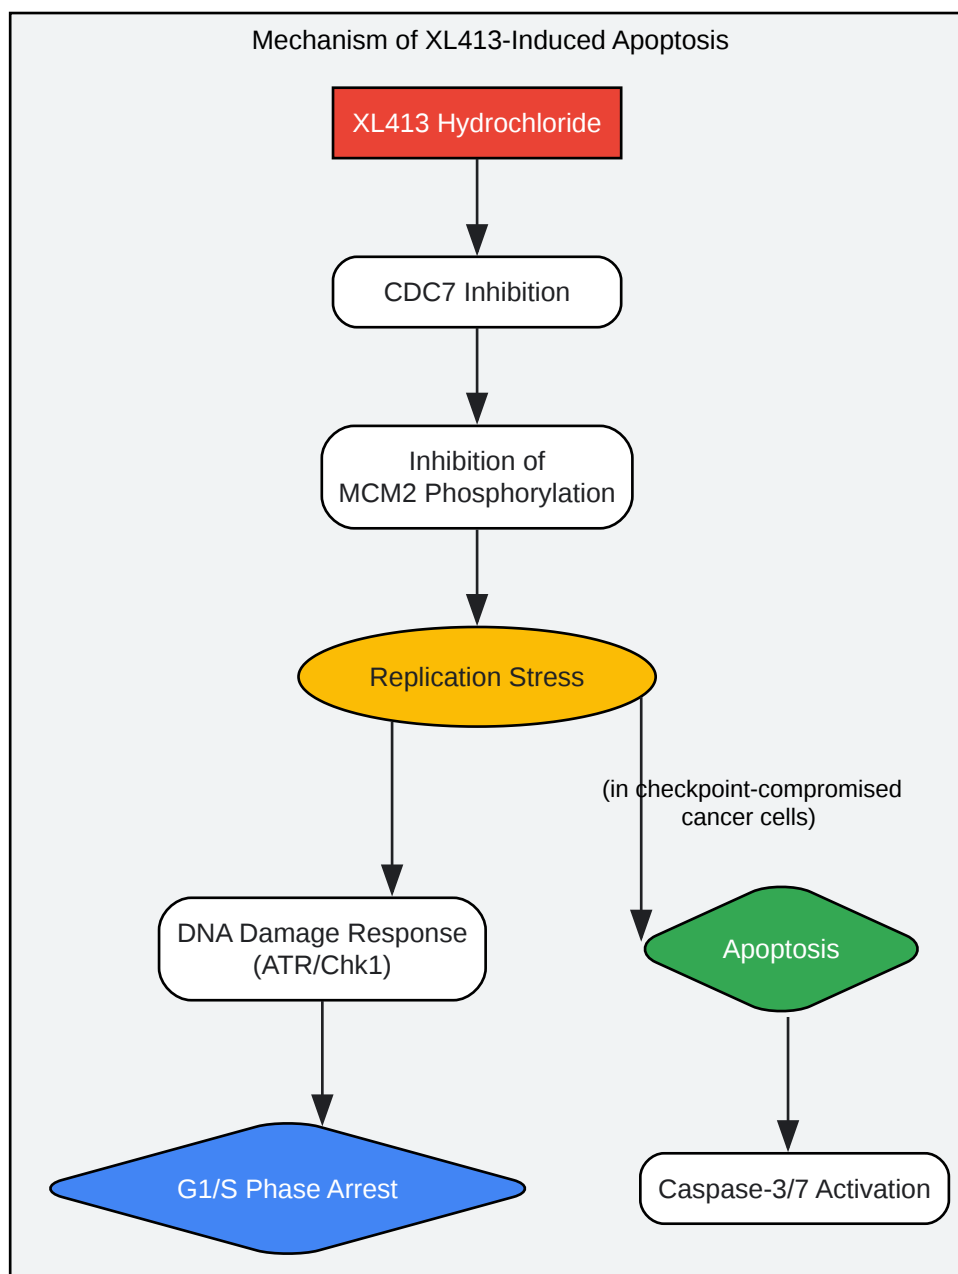 Mechanism of XL413-Induced Apoptosis
XL413 Hydrochloride
CDC7 Inhibition
Inhibition of
MCM2 Phosphorylation
Replication Stress
(in checkpoint-compromised
cancer cells)
DNA Damage Response
(ATR/Chk1)
Apoptosis
G1/S Phase Arrest
Caspase-3/7 Activation